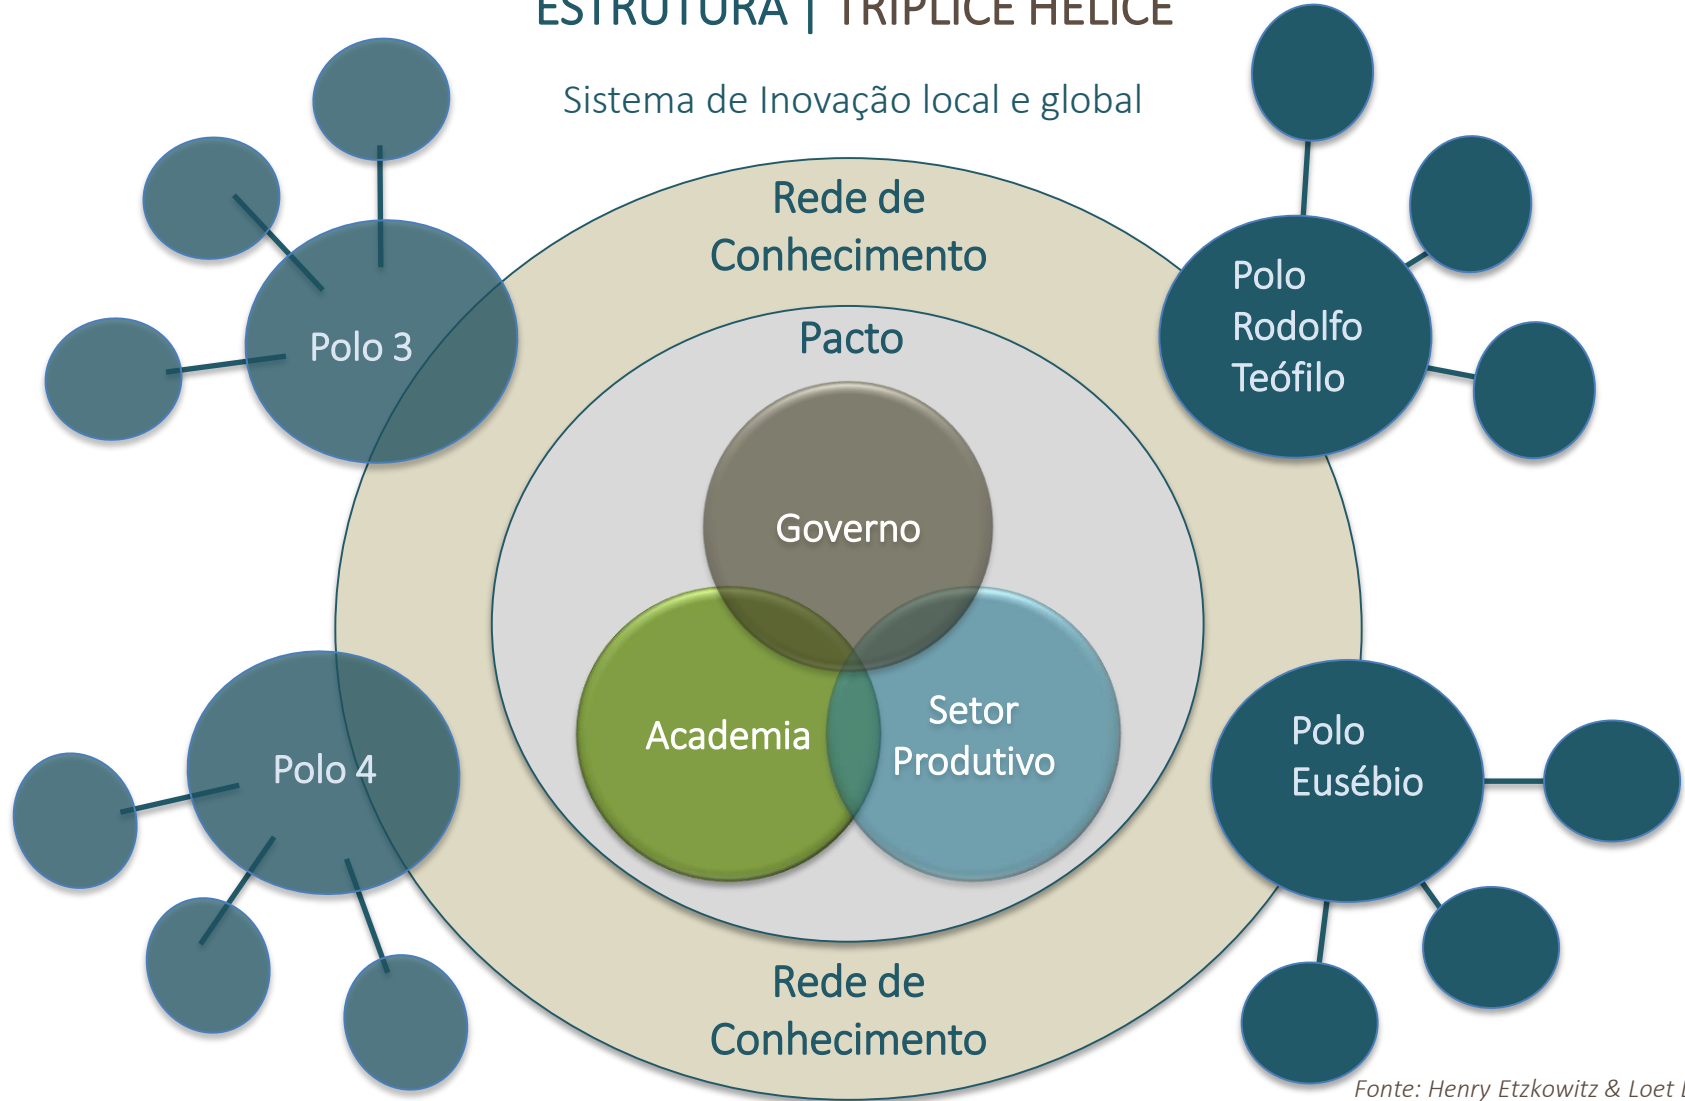 ESTRUTURA | TRÍPLICE HÉLICE
Sistema de Inovação local e global
Rede de
Conhecimento
Pacto
Polo
Rodolfo
Teófilo
Polo 3
Governo
Academia
Setor
Produtivo
Polo 4
Polo
Eusébio
Rede de
Conhecimento
Fonte: Henry Etzkowitz & Loet